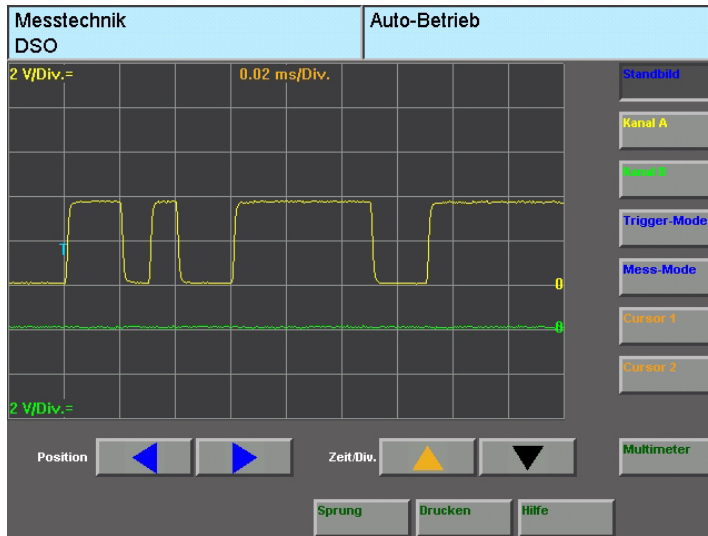 Messtechnik
DSO
Auto-Betrieb
2 V/Div.=
0.02 ms/Div.
Standbild
Kanal A
Kanal B
T
Trigger-Mode
Mess-Mode
0
Cursor 1
0
Cursor 2
2 V/Div.=
Position
Zeit/Div.
Multimeter
Sprung
Drucken
Hilfe